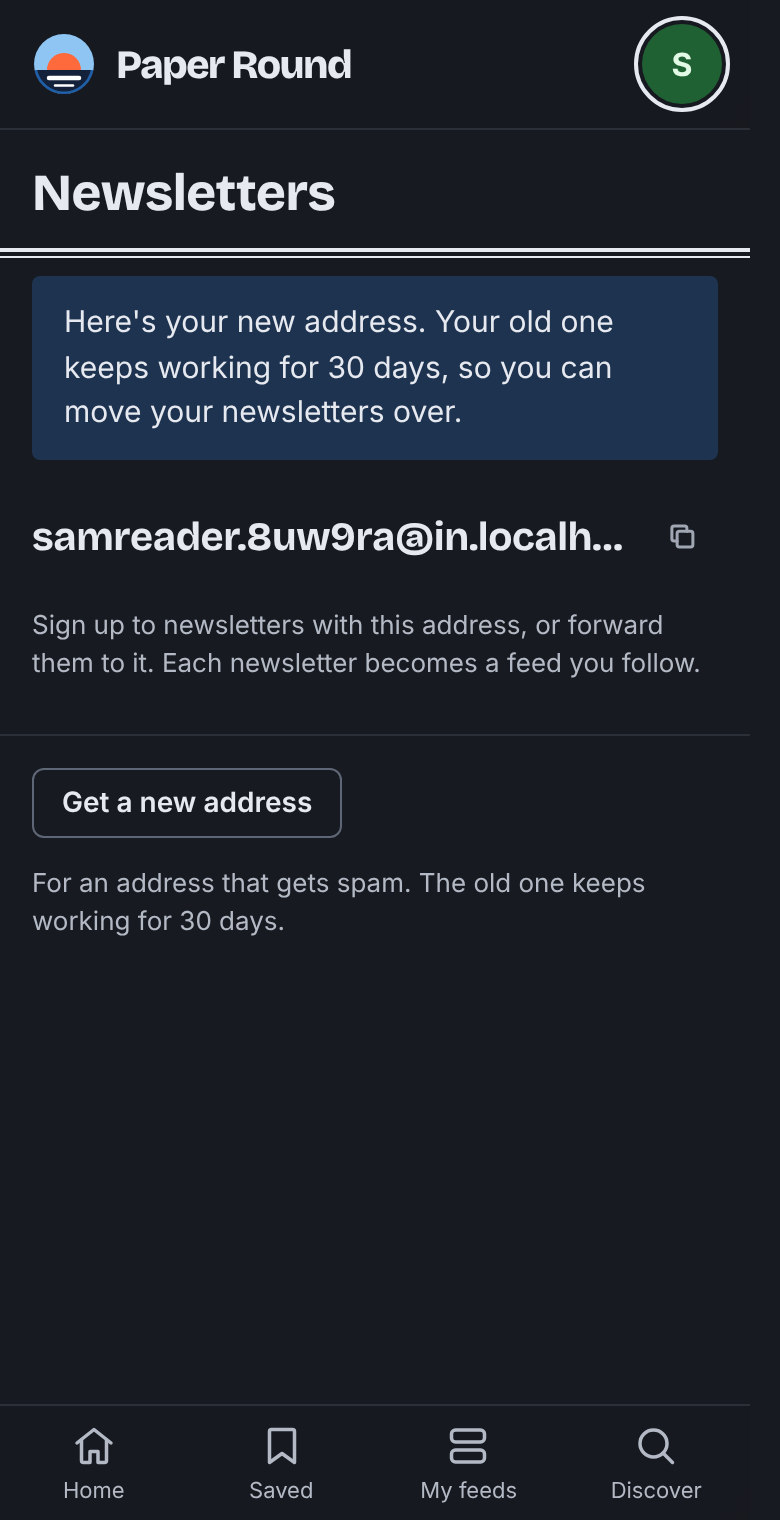 Paper Round
S
Newsletters
Here's your new address. Your old one
keeps working for 30 days, so you can
move your newsletters over.
samreader.8uw9ra@in.localh...
Sign up to newsletters with this address, or forward
them to it. Each newsletter becomes a feed you follow.
Get a new address
For an address that gets spam. The old one keeps
working for 30 days.
Home
Saved
My feeds
Discover